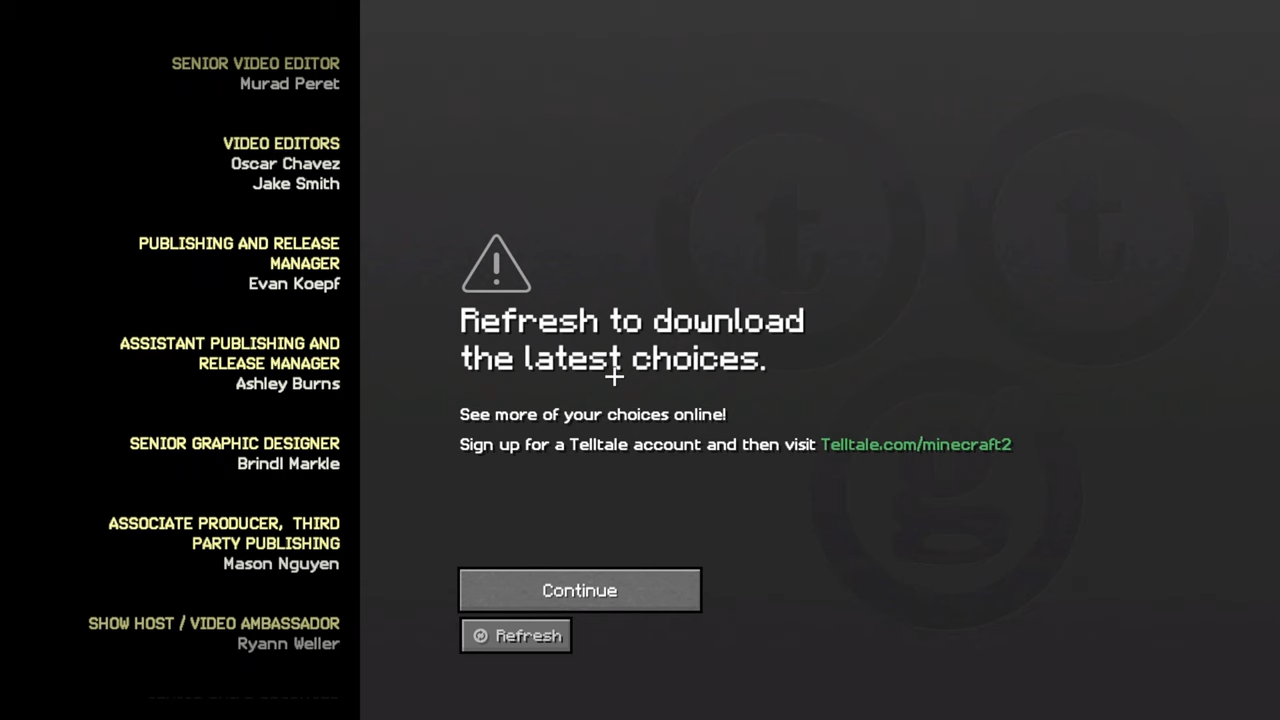 SENIOR VIDEO EDITOR
Murad Peret
VIDEO EDITORS
Oscar Chavez
Jake Smith
PUBLISHING AND RELEASE
MANAGER
Evan Koepf
ASSISTANT PUBLISHING AND
RELEASE MANAGER
Ashley Burns
SENIOR GRAPHIC DESIGNER
Brindl Markle
ASSOCIATE PRODUCER, THIRD
PARTY PUBLISHING
Mason Nguyen
SHOW HOST / VIDEO AMBASSADOR
Ryann Weller
Refresh to download
the latest choices.
See more of your choices online!
Sign up for a Telltale account and then visit Telltale.com/minecraft2
Continue
Refresh
t
t
g